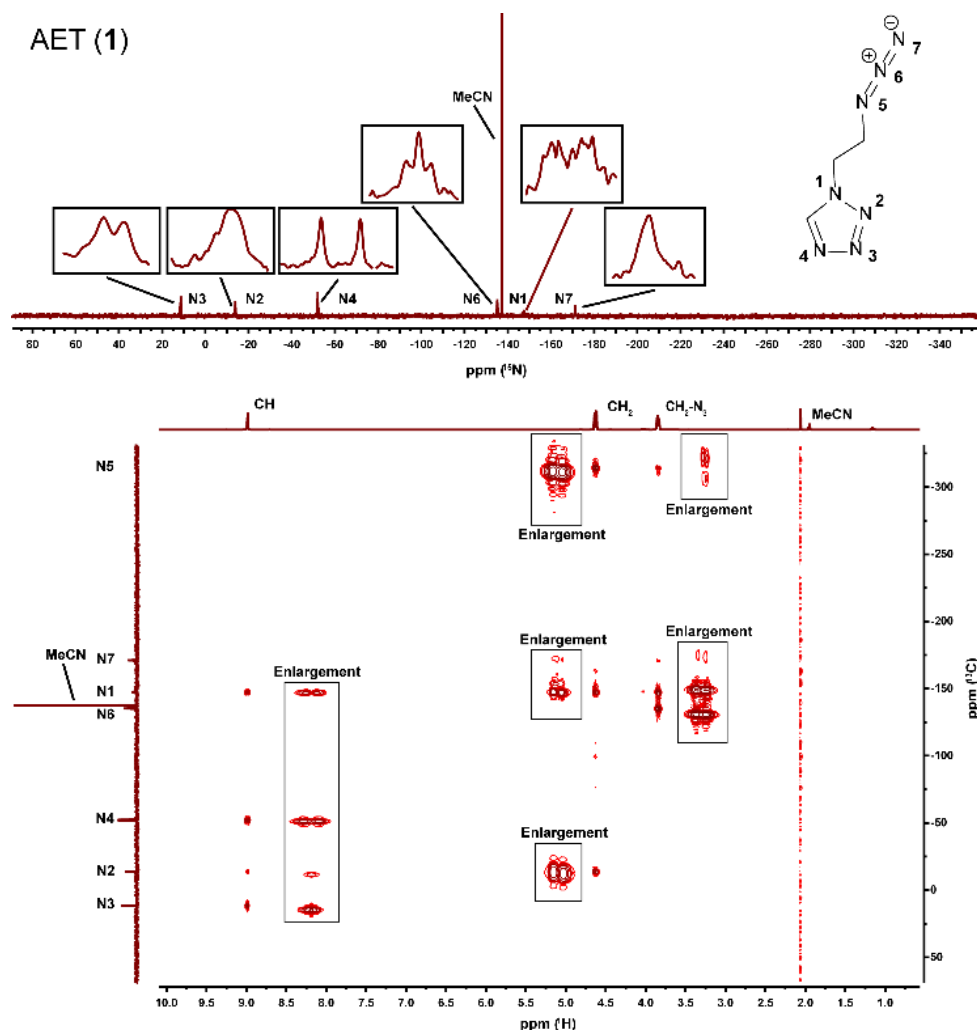 AET (1)
MeCN
N3
N2
N4
N6
N1
N7
N
7
N
6
N
5
1
N
N
2
4
N
N
3
80 60 40 20 0 -20 -40 -60 -80 -100 -120 -140 -160 -180 -200 -220 -240 -260 -280 -300 -320 -340
ppm (¹⁵N)
CH
CH₂
CH₂-N₃
MeCN
N5
Enlargement
Enlargement
MeCN
N7
N1
N6
N4
N2
N3
Enlargement
Enlargement
Enlargement
Enlargement
-300
-250
-200
-150
-100
-50
0
50
ppm (¹³C)
10.0 9.5 9.0 8.5 8.0 7.5 7.0 6.5 6.0 5.5 5.0 4.5 4.0 3.5 3.0 2.5 2.0 1.5 1.0
ppm (¹H)